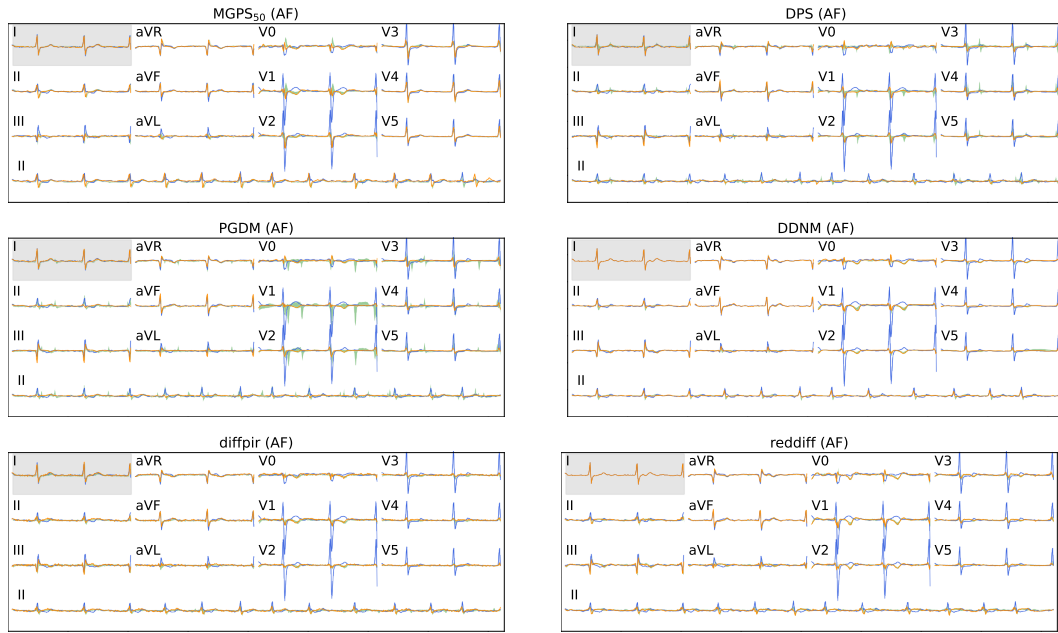 MGPS₅₀ (AF)
I aVR V0 V3
II aVF V1 V4
III aVL V2 V5
II
DPS (AF)
I aVR V0 V3
II aVF V1 V4
III aVL V2 V5
II
PGDM (AF)
I aVR V0 V3
II aVF V1 V4
III aVL V2 V5
II
DDNM (AF)
I aVR V0 V3
II aVF V1 V4
III aVL V2 V5
II
diffpir (AF)
I aVR V0 V3
II aVF V1 V4
III aVL V2 V5
II
reddiff (AF)
I aVR V0 V3
II aVF V1 V4
III aVL V2 V5
II